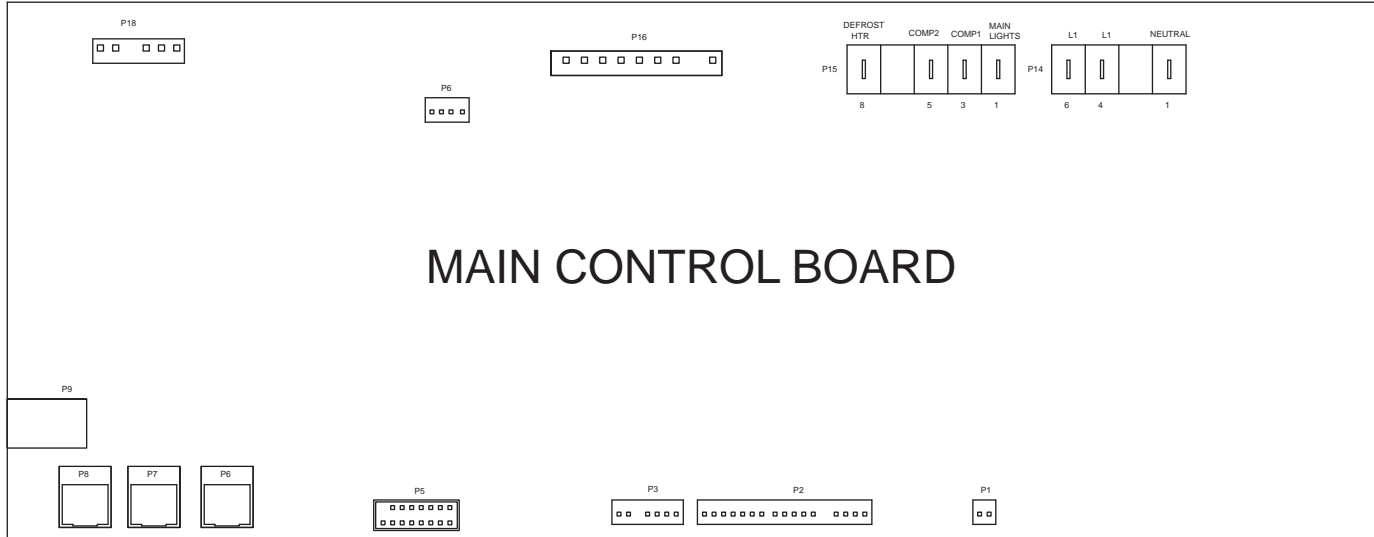 P18
P16
P6
DEFROST
HTR
COMP2
COMP1
MAIN
LIGHTS
L1
L1
NEUTRAL
P15
P14
8
5
3
1
6
4
1
MAIN CONTROL BOARD
P9
P8
P7
P6
P5
P3
P2
P1